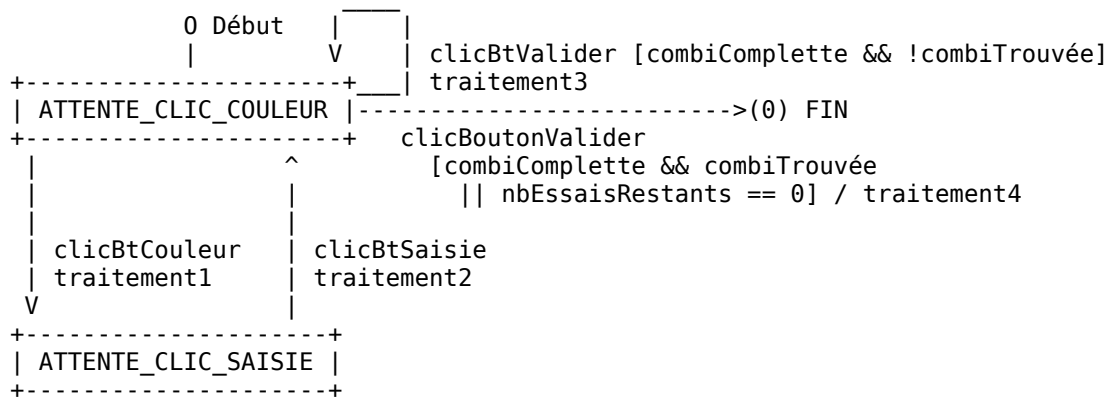 O Début
clicBtValider [combiComplette && !combiTrouvée]
traitement3
ATTENTE_CLIC_COULEUR
(0) FIN
clicBoutonValider
[combiComplette && combiTrouvée
|| nbEssaisRestants == 0] / traitement4
clicBtCouleur clicBtSaisie
traitement1 traitement2
ATTENTE_CLIC_SAISIE